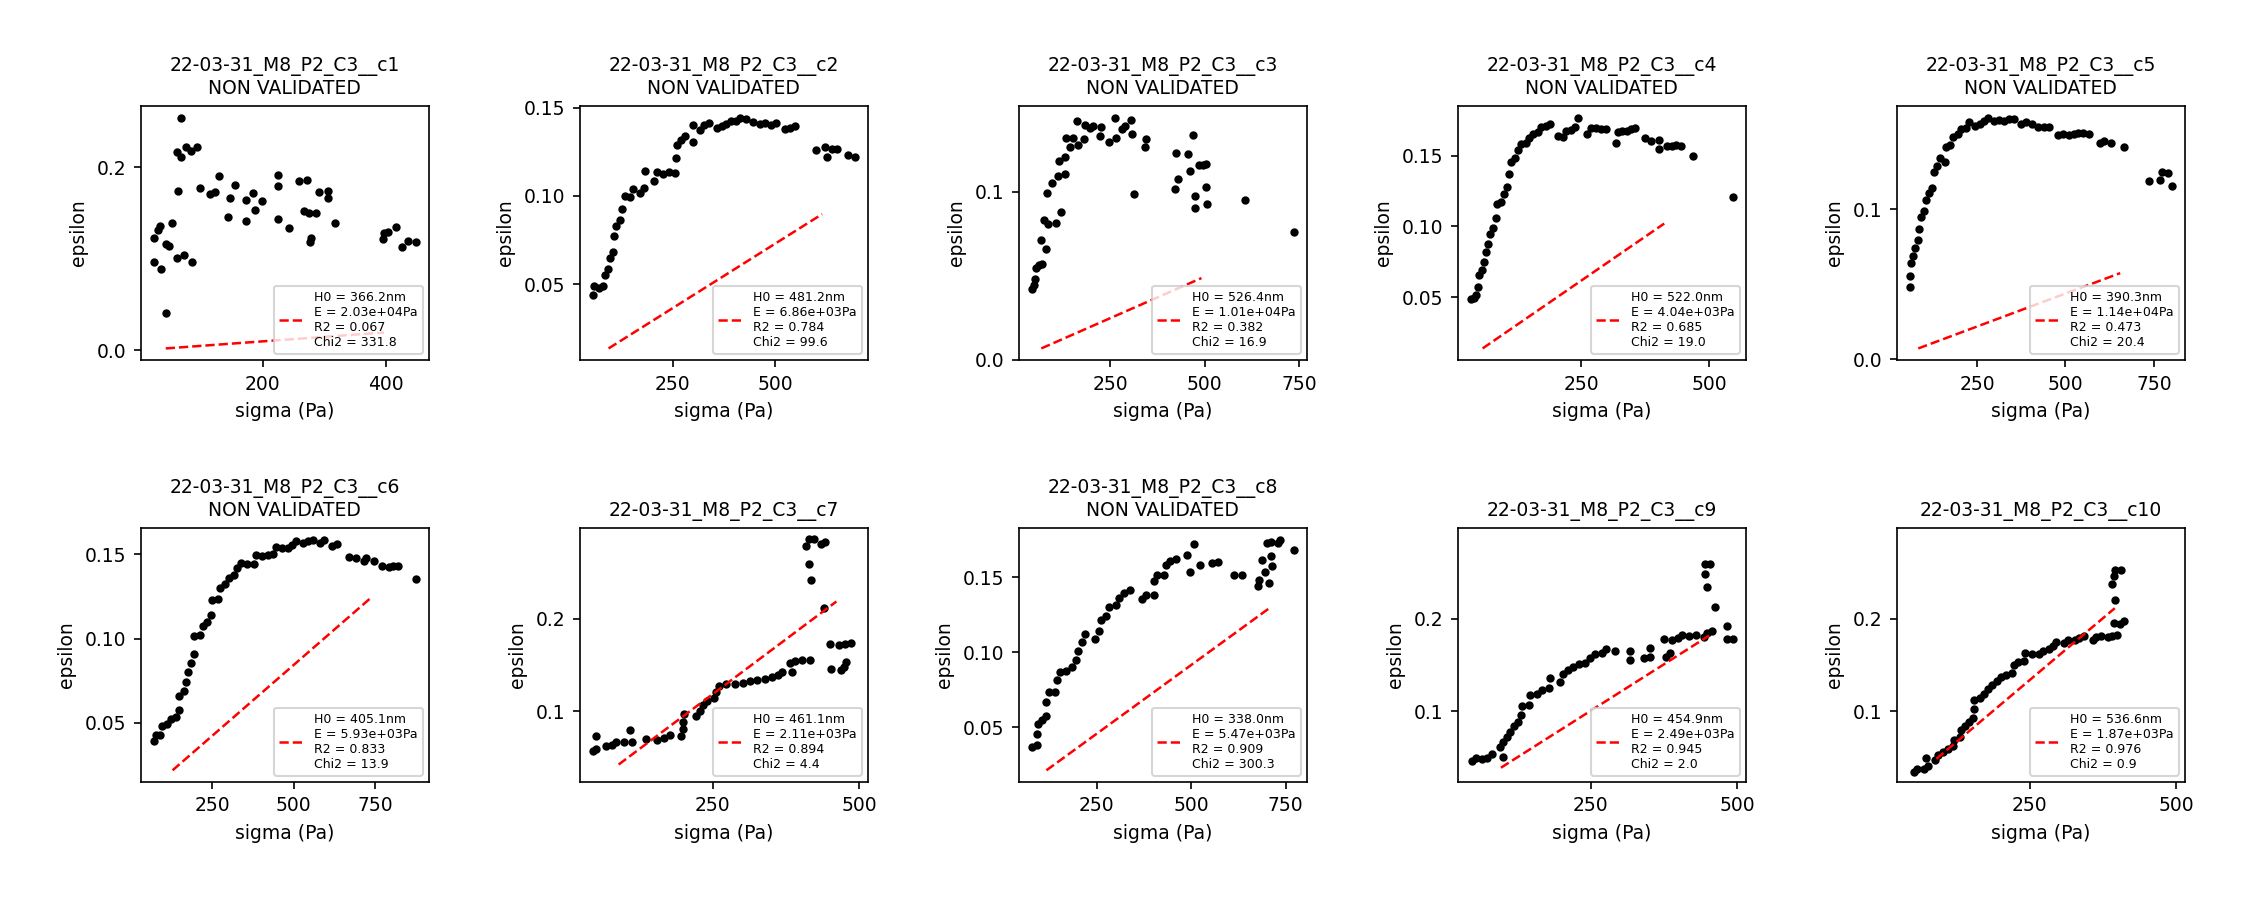 22-03-31_M8_P2_C3__c1
NON VALIDATED
epsilon
0.2
0.0
200
400
sigma (Pa)
H0 = 366.2nm
E = 2.03e+04Pa
R2 = 0.067
Chi2 = 331.8
22-03-31_M8_P2_C3__c2
NON VALIDATED
epsilon
0.15
0.10
0.05
250
500
sigma (Pa)
H0 = 481.2nm
E = 6.86e+03Pa
R2 = 0.784
Chi2 = 99.6
22-03-31_M8_P2_C3__c3
NON VALIDATED
epsilon
0.1
0.0
250
500
750
sigma (Pa)
H0 = 526.4nm
E = 1.01e+04Pa
R2 = 0.382
Chi2 = 16.9
22-03-31_M8_P2_C3__c4
NON VALIDATED
epsilon
0.15
0.10
0.05
250
500
sigma (Pa)
H0 = 522.0nm
E = 4.04e+03Pa
R2 = 0.685
Chi2 = 19.0
22-03-31_M8_P2_C3__c5
NON VALIDATED
epsilon
0.1
0.0
250
500
750
sigma (Pa)
H0 = 390.3nm
E = 1.14e+04Pa
R2 = 0.473
Chi2 = 20.4
22-03-31_M8_P2_C3__c6
NON VALIDATED
epsilon
0.15
0.10
0.05
250
500
750
sigma (Pa)
H0 = 405.1nm
E = 5.93e+03Pa
R2 = 0.833
Chi2 = 13.9
22-03-31_M8_P2_C3__c7
epsilon
0.2
0.1
250
500
sigma (Pa)
H0 = 461.1nm
E = 2.11e+03Pa
R2 = 0.894
Chi2 = 4.4
22-03-31_M8_P2_C3__c8
NON VALIDATED
epsilon
0.15
0.10
0.05
250
500
750
sigma (Pa)
H0 = 338.0nm
E = 5.47e+03Pa
R2 = 0.909
Chi2 = 300.3
22-03-31_M8_P2_C3__c9
epsilon
0.2
0.1
250
500
sigma (Pa)
H0 = 454.9nm
E = 2.49e+03Pa
R2 = 0.945
Chi2 = 2.0
22-03-31_M8_P2_C3__c10
epsilon
0.2
0.1
250
500
sigma (Pa)
H0 = 536.6nm
E = 1.87e+03Pa
R2 = 0.976
Chi2 = 0.9